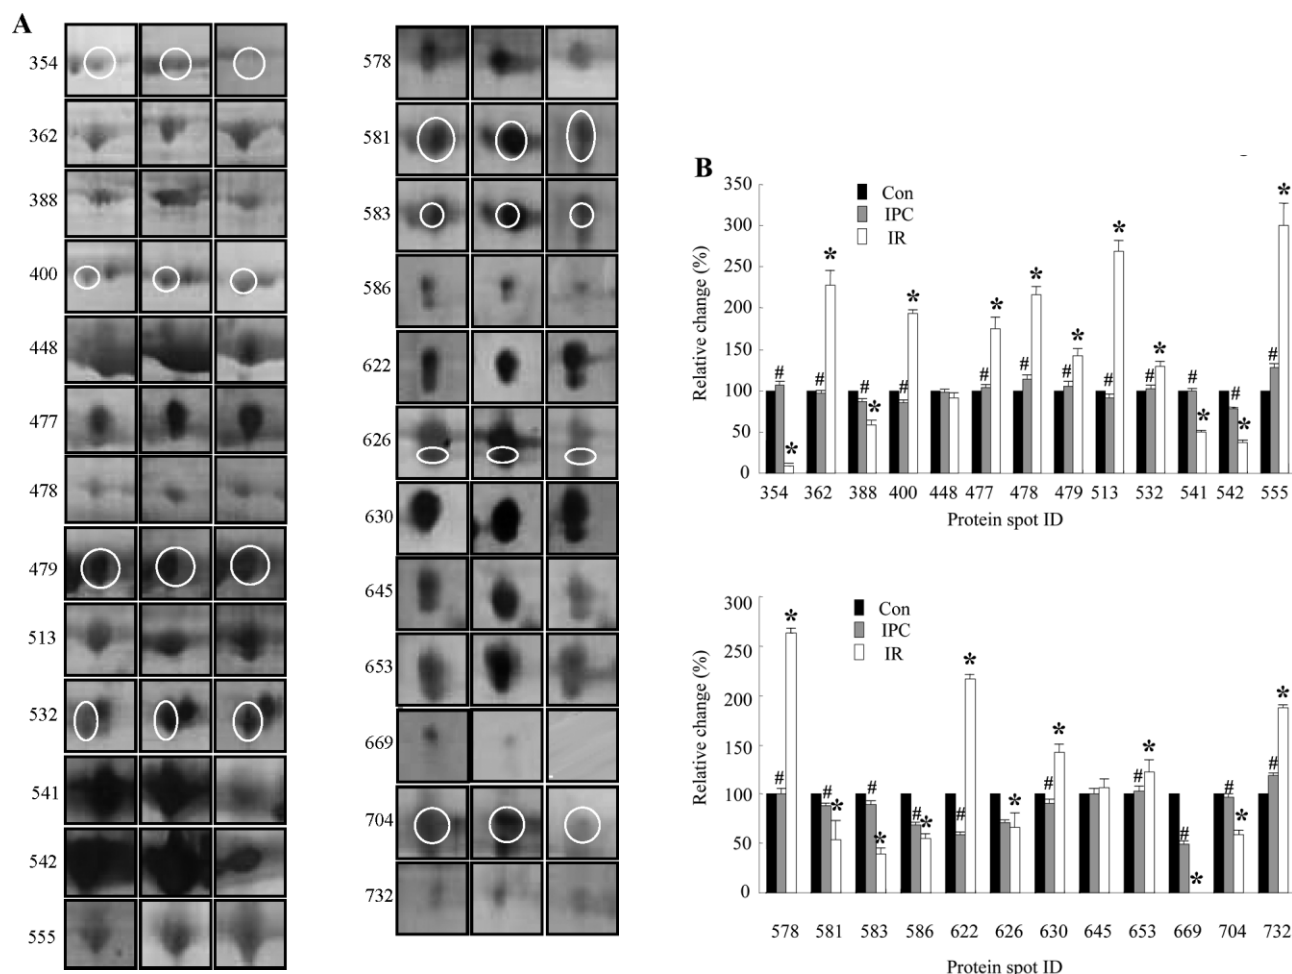 A
354
362
388
400
448
477
478
479
513
532
541
542
555
578
581
583
586
622
626
630
645
653
669
704
732
B
Con
IPC
IR
Relative change (%)
350
300
250
200
150
100
50
0
# * # * # * # * # * # * # * # * # * * # * # *
354 362 388 400 448 477 478 479 513 532 541 542 555
Protein spot ID
Con
IPC
IR
Relative change (%)
300
250
200
150
100
50
0
# * # * # * # * # * * # * # * # * # * # *
578 581 583 586 622 626 630 645 653 669 704 732
Protein spot ID